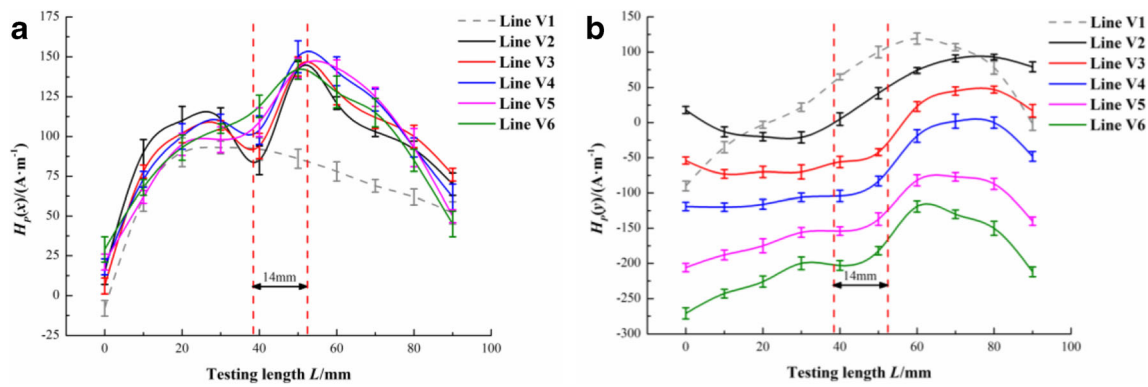 a
175
150
125
100
75
50
25
0
-25
H_p(x)/(A·m⁻¹)
Line V1
Line V2
Line V3
Line V4
Line V5
Line V6
14mm
0
20
40
60
80
100
Testing length L/mm
b
150
100
50
0
-50
-100
-150
-200
-250
-300
H_p(y)/(A·m⁻¹)
Line V1
Line V2
Line V3
Line V4
Line V5
Line V6
14mm
0
20
40
60
80
100
Testing length L/mm